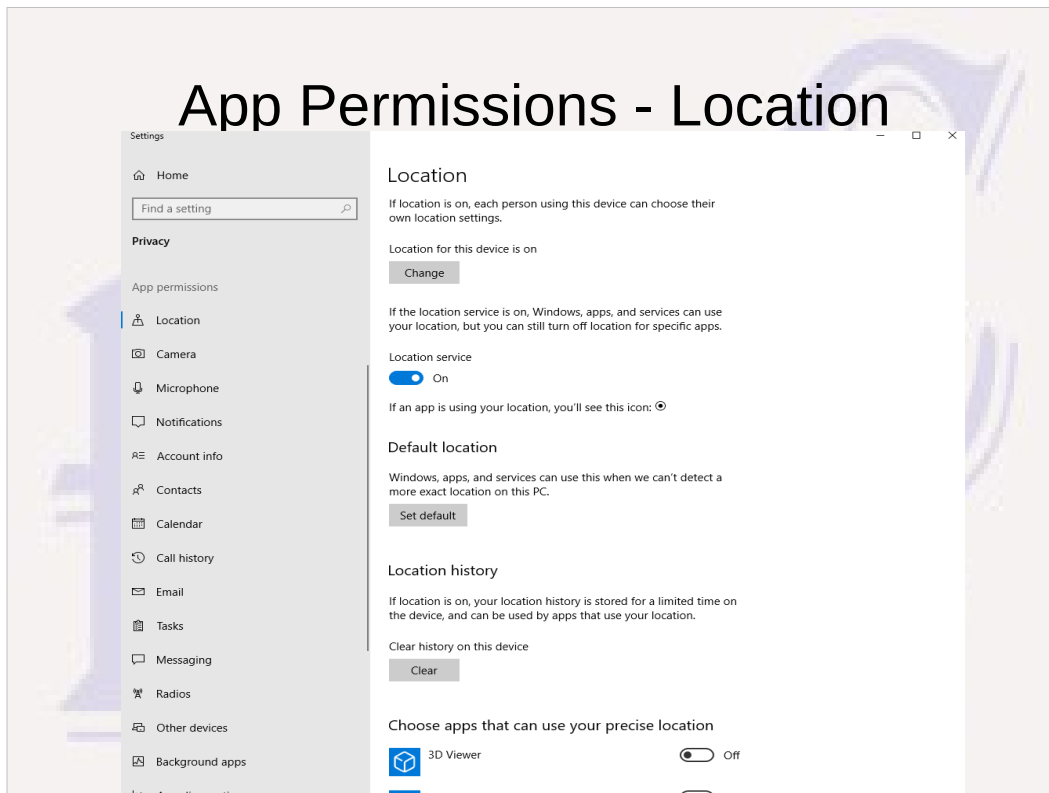 App Permissions - Location
Settings
Home
Find a setting
Privacy
App permissions
Location
Camera
Microphone
Notifications
Account info
Contacts
Calendar
Call history
Email
Tasks
Messaging
Radios
Other devices
Background apps
Location
If location is on, each person using this device can choose their
own location settings.
Location for this device is on
Change
If the location service is on, Windows, apps, and services can use
your location, but you can still turn off location for specific apps.
Location service
On
If an app is using your location, you'll see this icon:
Default location
Windows, apps, and services can use this when we can't detect a
more exact location on this PC.
Set default
Location history
If location is on, your location history is stored for a limited time on
the device, and can be used by apps that use your location.
Clear history on this device
Clear
Choose apps that can use your precise location
3D Viewer
Off